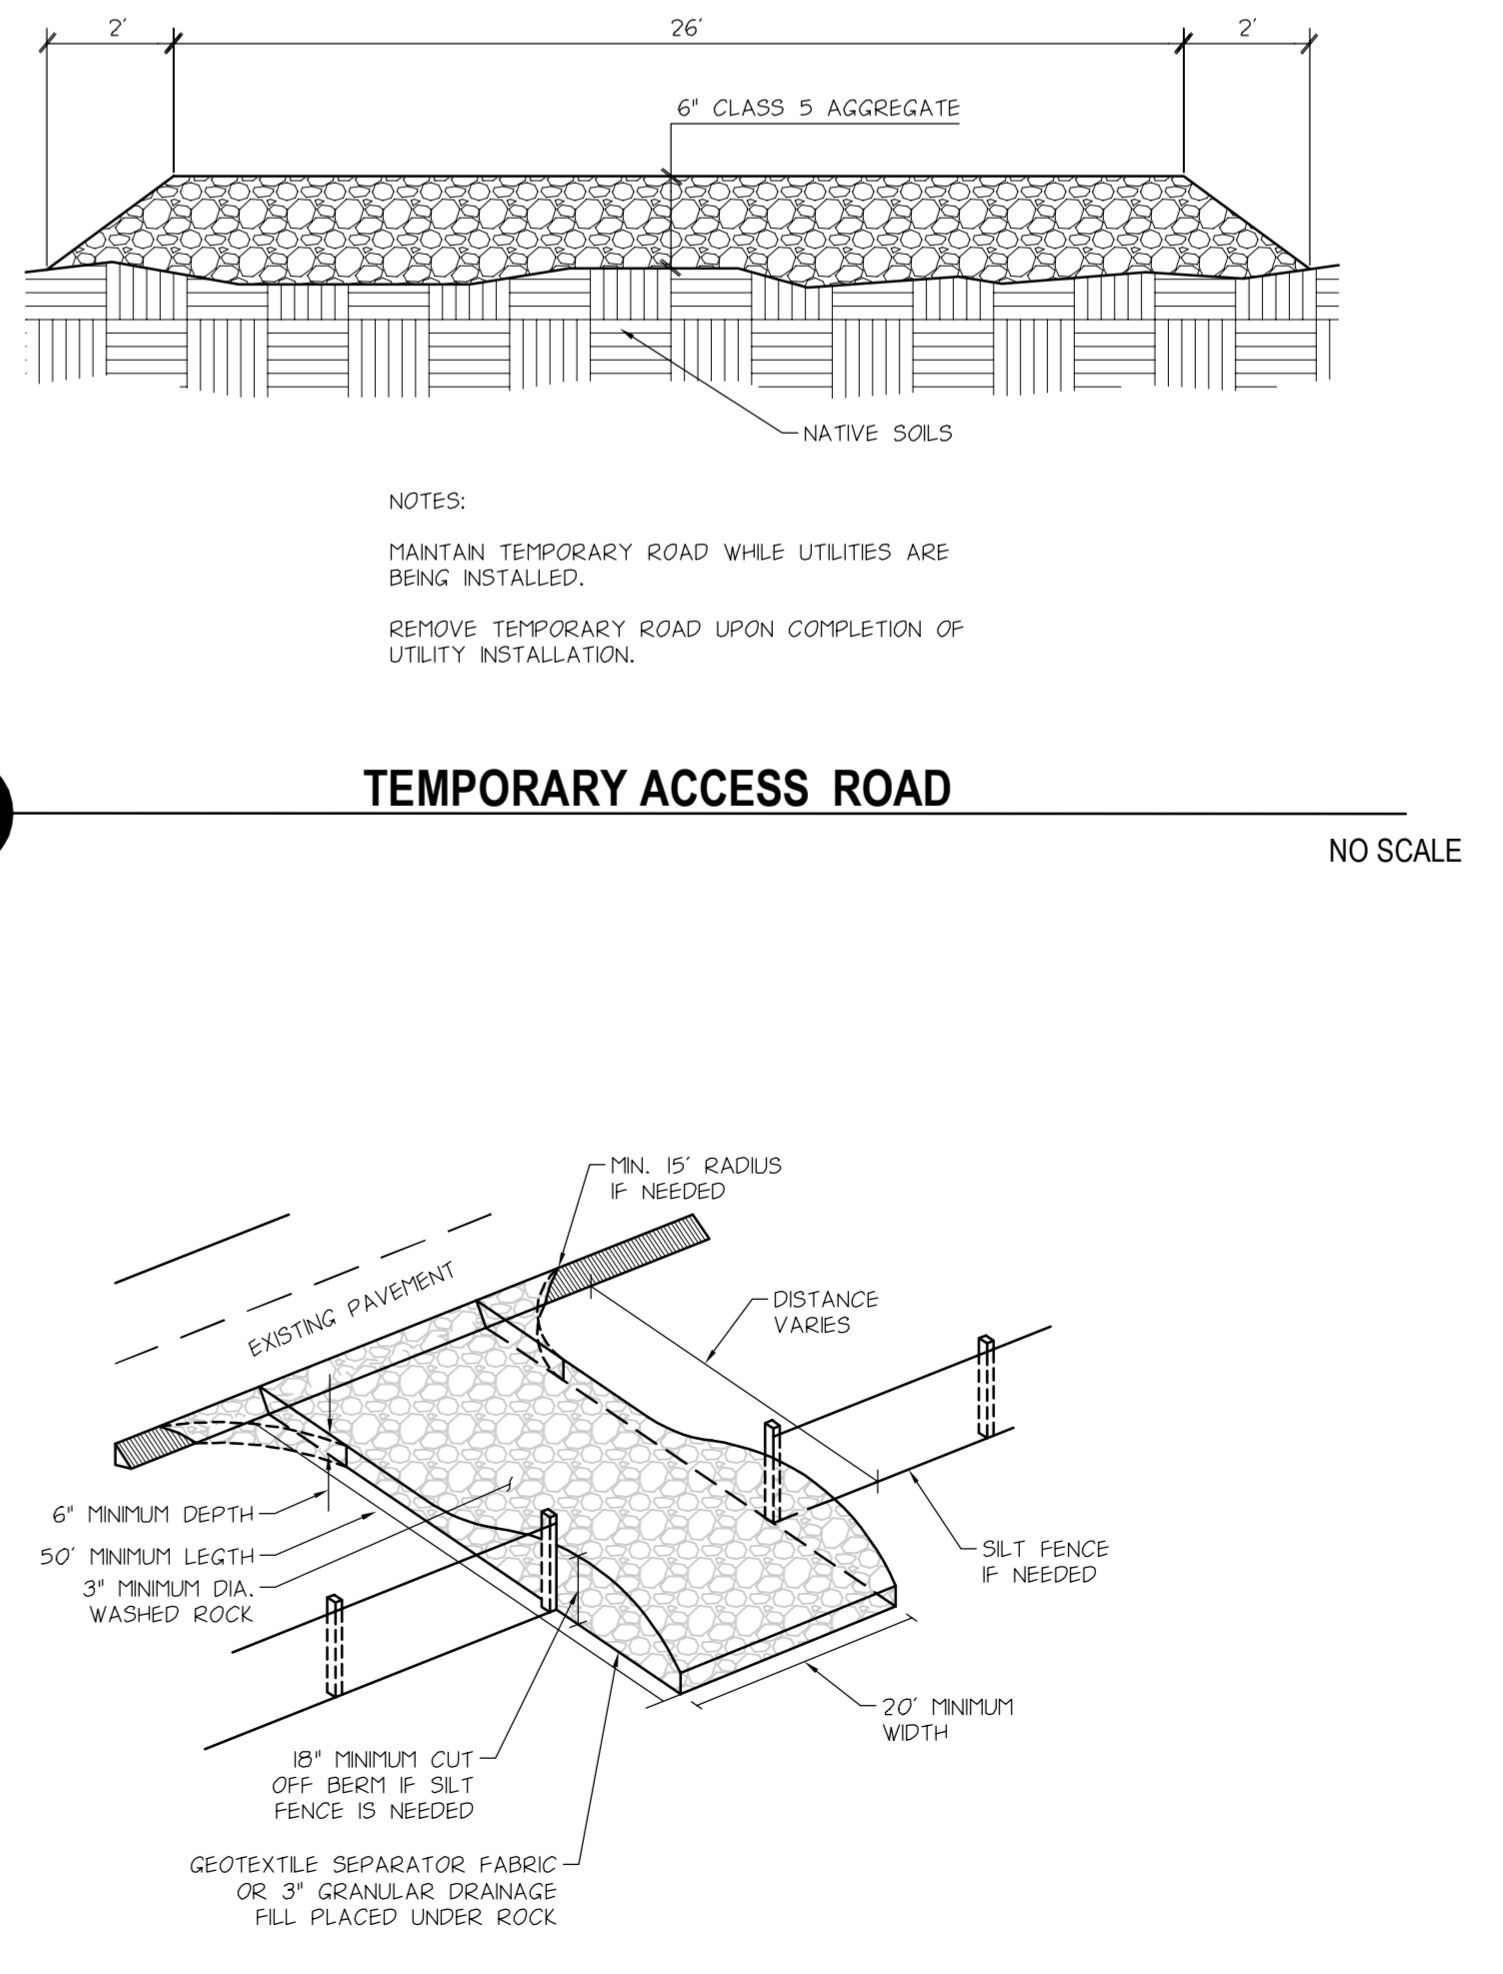 2'
26'
2'
6" CLASS 5 AGGREGATE
NATIVE SOILS
NOTES:
MAINTAIN TEMPORARY ROAD WHILE UTILITIES ARE
BEING INSTALLED.
REMOVE TEMPORARY ROAD UPON COMPLETION OF
UTILITY INSTALLATION.
TEMPORARY ACCESS ROAD
NO SCALE
MIN. 15' RADIUS
IF NEEDED
EXISTING PAVEMENT
DISTANCE
VARIES
6" MINIMUM DEPTH
50' MINIMUM LEGTH
3" MINIMUM DIA.
WASHED ROCK
SILT FENCE
IF NEEDED
20' MINIMUM
WIDTH
18" MINIMUM CUT
OFF BERM IF SILT
FENCE IS NEEDED
GEOTEXTILE SEPARATOR FABRIC
OR 3" GRANULAR DRAINAGE
FILL PLACED UNDER ROCK